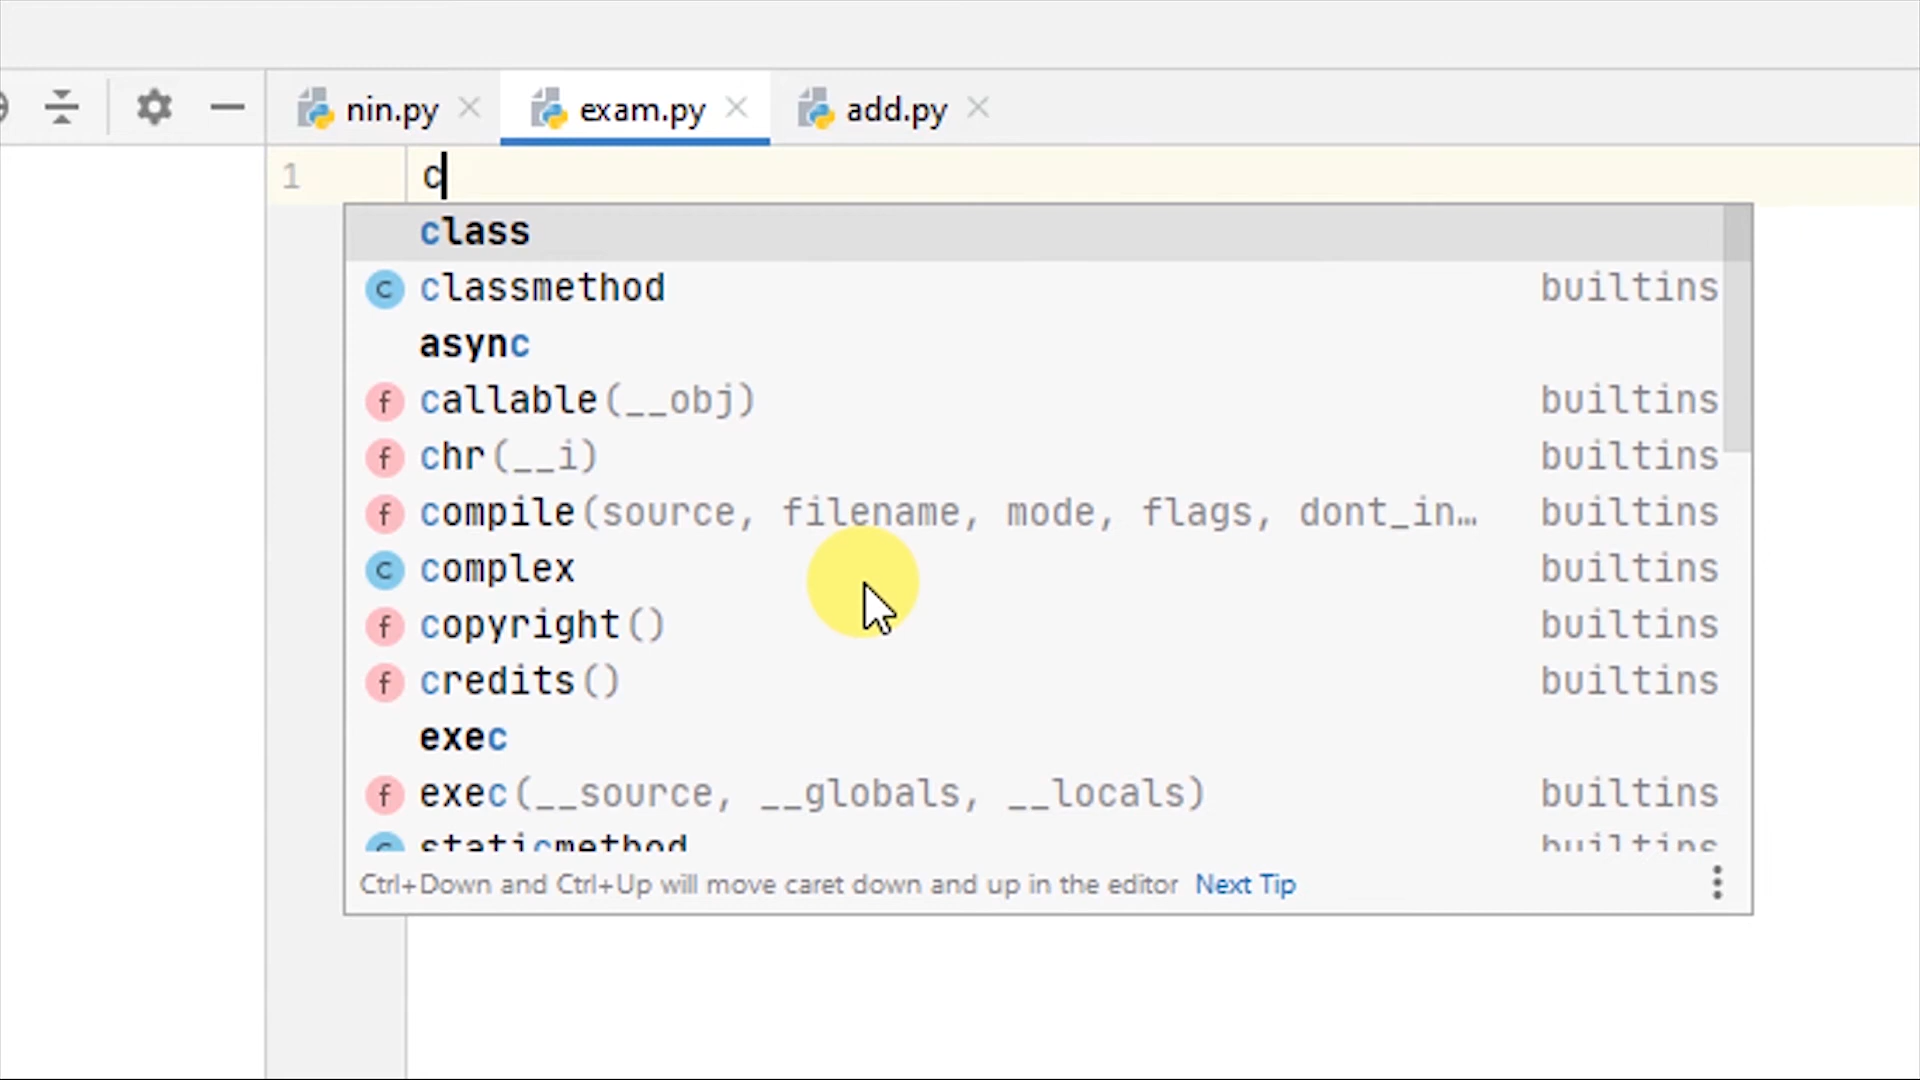 nin.py exam.py add.py
1 c
class
c classmethod builtins
async
f callable(__obj) builtins
f chr(__i) builtins
f compile(source, filename, mode, flags, dont_in… builtins
c complex builtins
f copyright() builtins
f credits() builtins
exec
f exec(__source, __globals, __locals) builtins
c staticmethod builtins
Ctrl+Down and Ctrl+Up will move caret down and up in the editor Next Tip